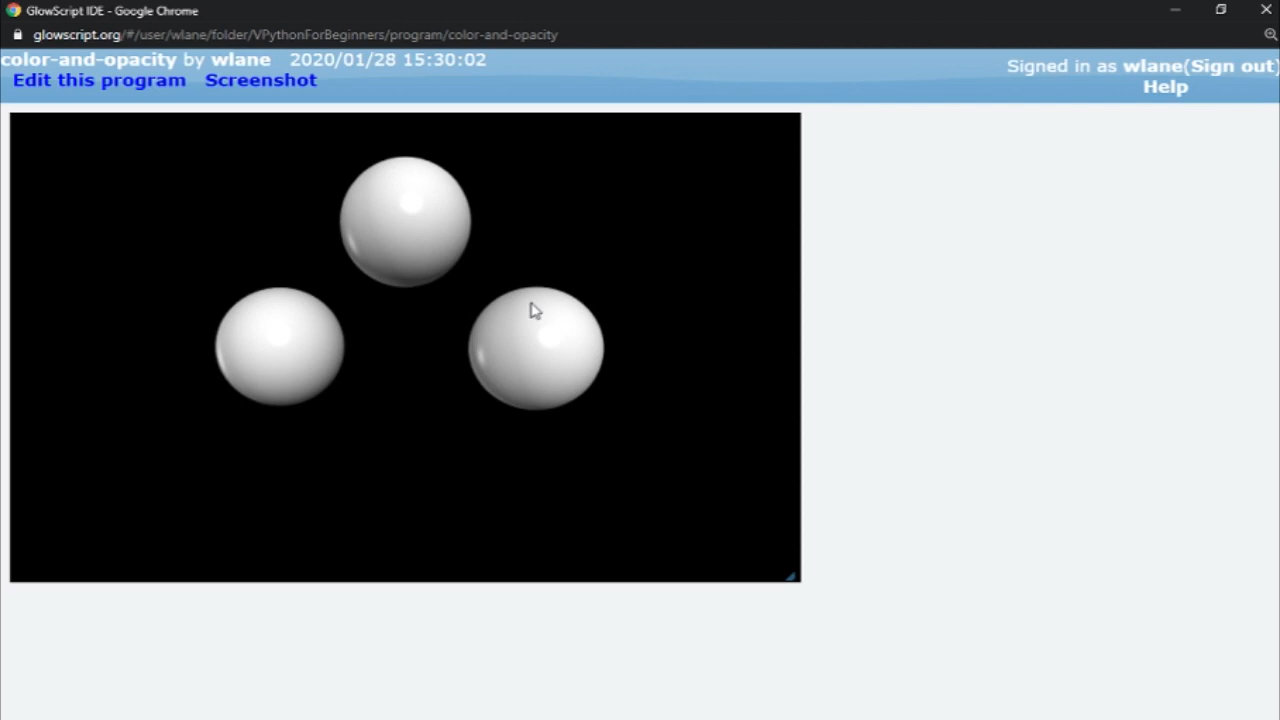 GlowScript IDE - Google Chrome
glowscript.org/#/user/wlane/folder/VPythonForBeginners/program/color-and-opacity
color-and-opacity by wlane 2020/01/28 15:30:02
Signed in as wlane(Sign out)
Edit this program Screenshot
Help